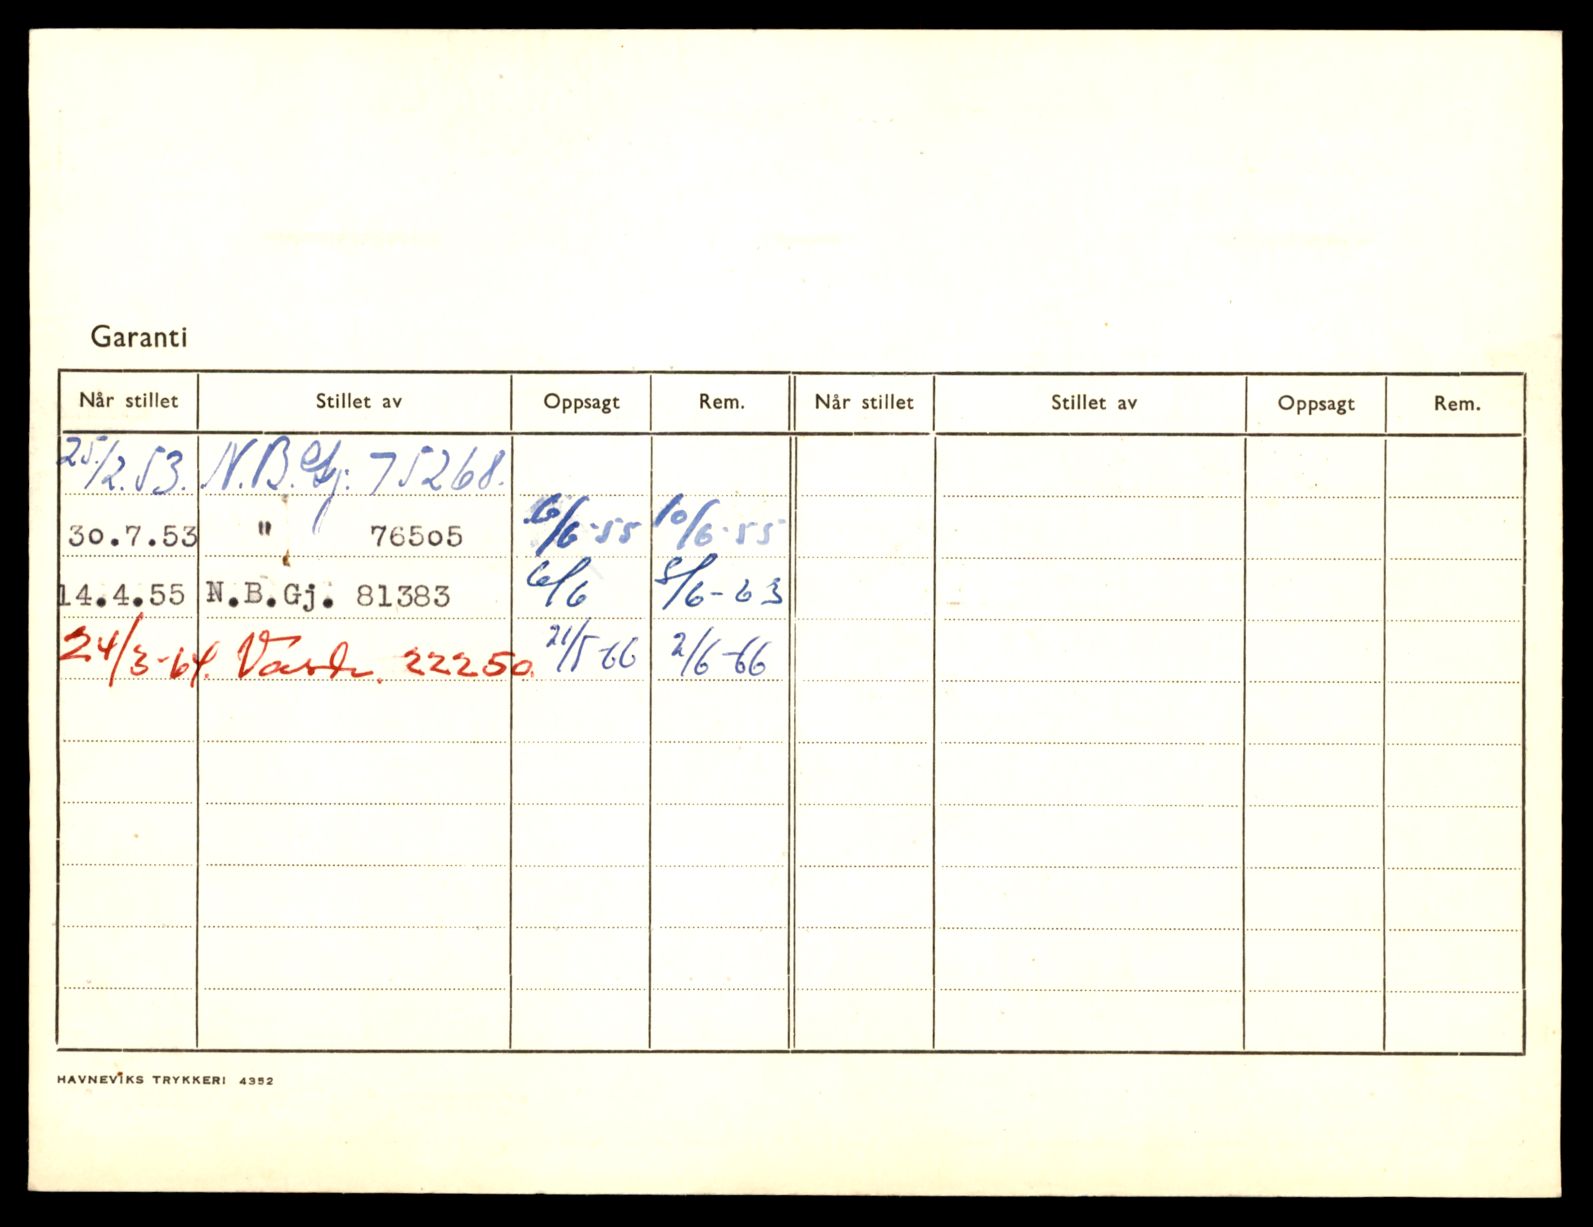 Garanti
Når stillet Stillet av Oppsagt Rem. Når stillet Stillet av Oppsagt Rem.
25/2.53. N.B.Gj. 75268.
30.7.53 " 76505 6/6-55 10/6-55
14.4.55 N.B.Gj. 81383 6/6 8/6-63
24/3-64. 22250. 21/5-66 2/6-66
HAVNEVIKS TRYKKERI 4352